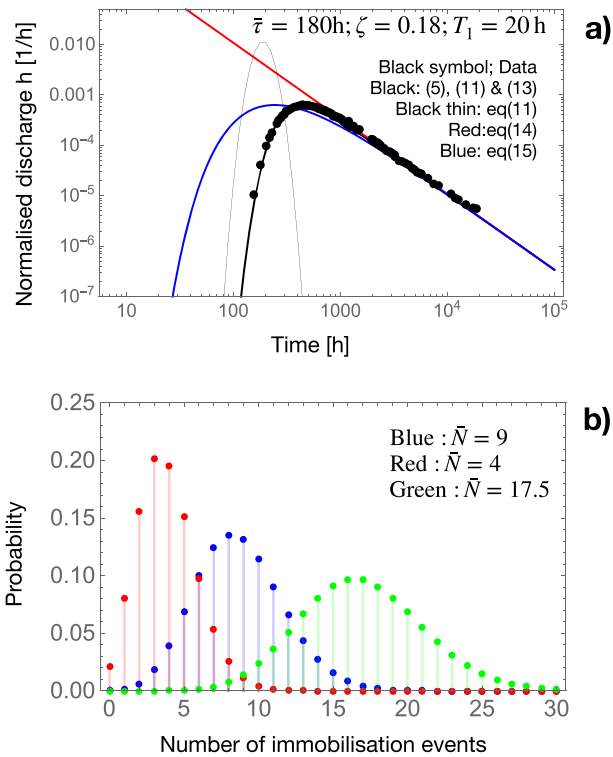 a)
τ̄ = 180h; ζ = 0.18; T₁ = 20 h
Black symbol; Data
Black: (5), (11) & (13)
Black thin: eq(11)
Red:eq(14)
Blue: eq(15)
Normalised discharge h [1/h]
0.010
0.001
10⁻⁴
10⁻⁵
10⁻⁶
10⁻⁷
10 100 1000 10⁴ 10⁵
Time [h]
b)
Blue : N̄ = 9
Red : N̄ = 4
Green : N̄ = 17.5
Probability
0.25
0.20
0.15
0.10
0.05
0.00
0 5 10 15 20 25 30
Number of immobilisation events